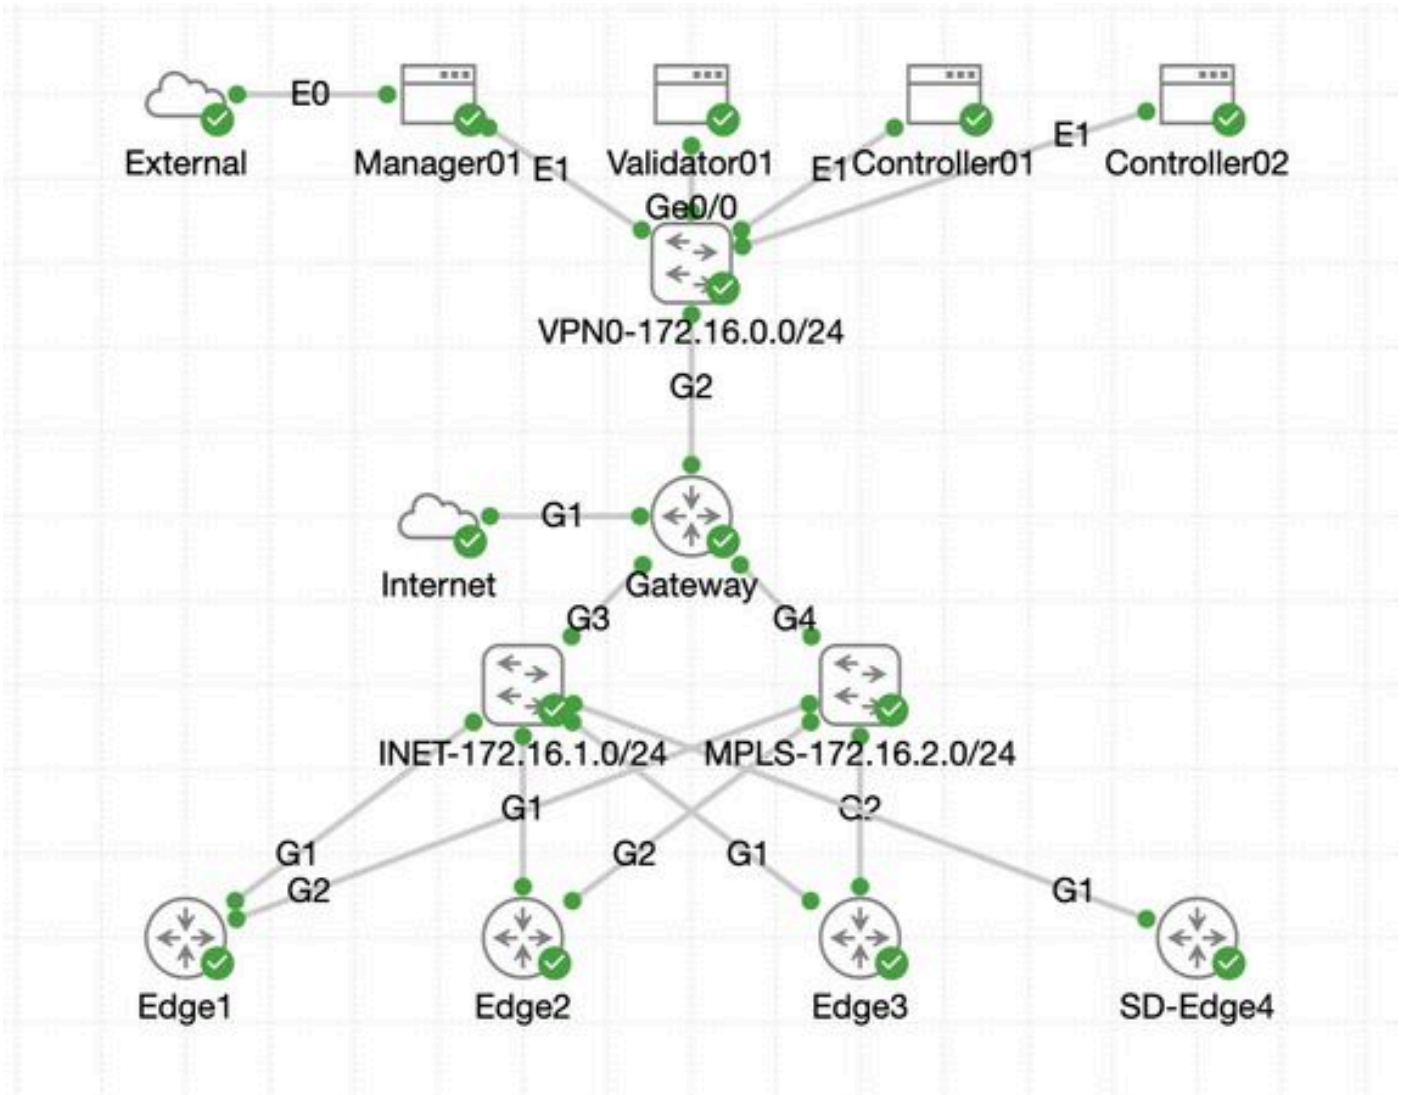 E0
External
Manager01
E1
Validator01
E1
Controller01
E1
Controller02
Ge0/0
VPN0-172.16.0.0/24
G2
G1
Internet
Gateway
G3
G4
INET-172.16.1.0/24
MPLS-172.16.2.0/24
G1
G2
G1
G2
G1
G2
G1
Edge1
Edge2
Edge3
SD-Edge4